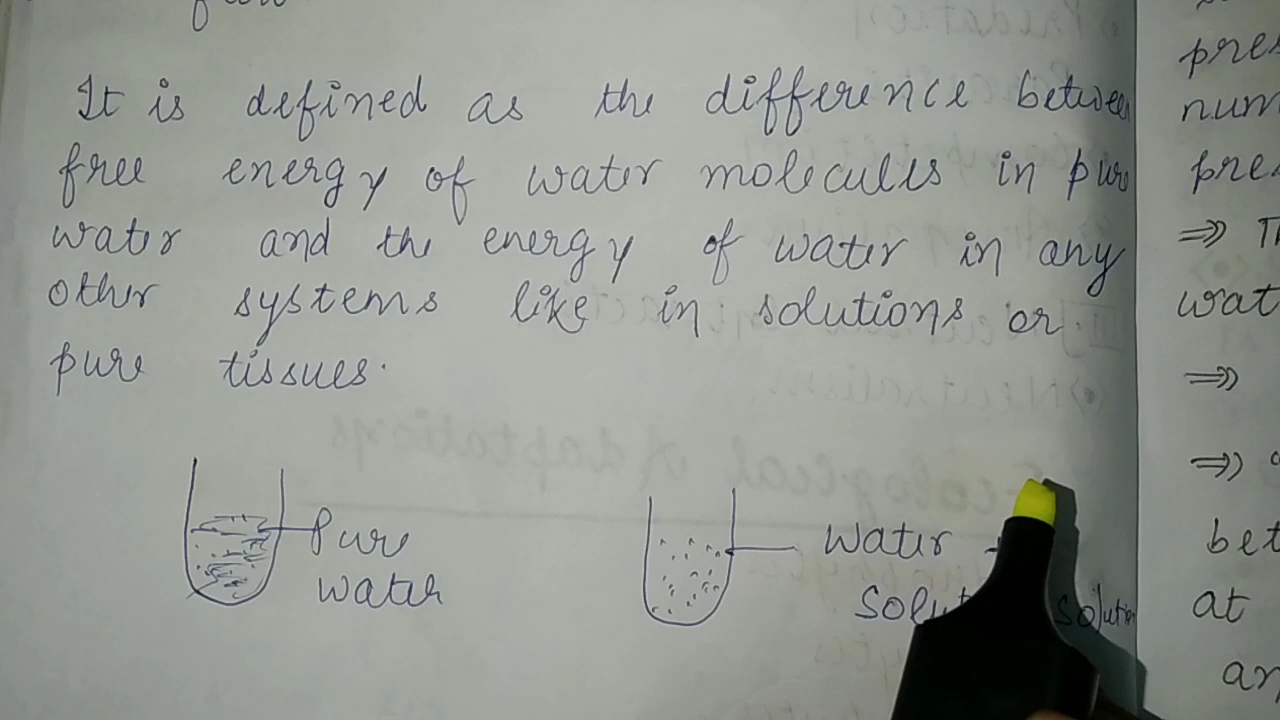 It is defined as the difference between
free energy of water molecules in pure
water and the energy of water in any
other systems like in solutions or
pure tissues.
Pure
water
Water
solution
pres
num
pre
⇒ T
wat
⇒
⇒
bet
at
an